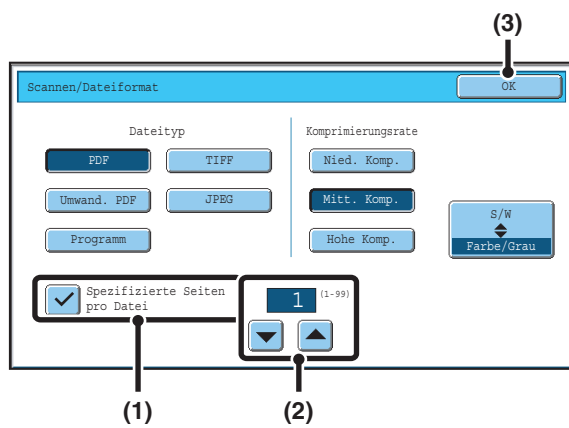 (3)
Scannen/Dateiformat
OK
Dateityp
Komprimierungsrate
PDF
TIFF
Nied. Komp.
Umwand. PDF
JPEG
Mitt. Komp.
S/W
Farbe/Grau
Programm
Hohe Komp.
Spezifizierte Seiten
pro Datei
1
(1-99)
(1)
(2)